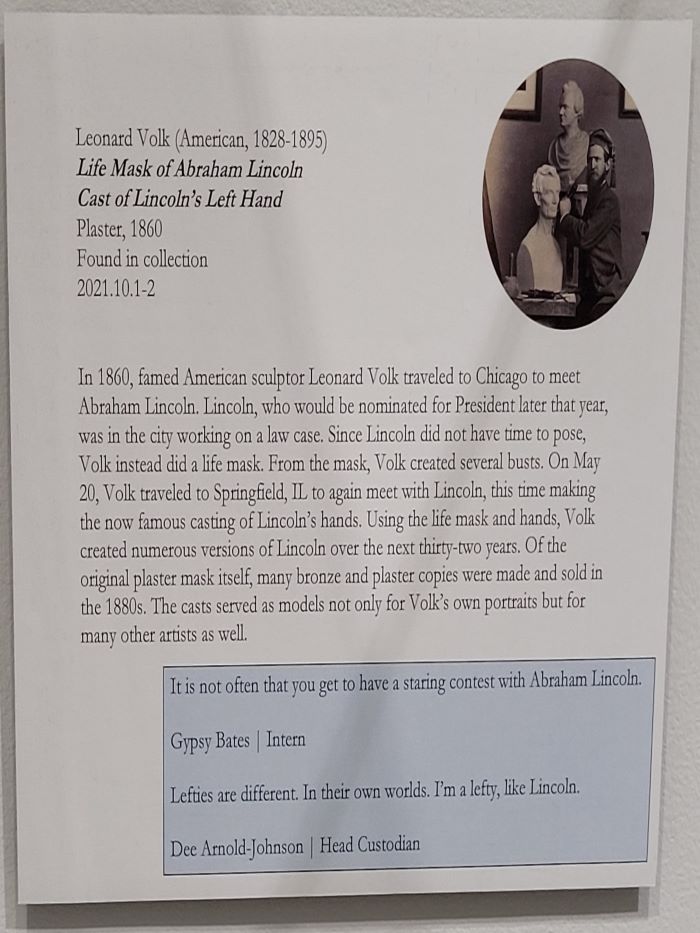 Leonard Volk (American, 1828-1895)
Life Mask of Abraham Lincoln
Cast of Lincoln's Left Hand
Plaster, 1860
Found in collection
2021.10.1-2
In 1860, famed American sculptor Leonard Volk traveled to Chicago to meet
Abraham Lincoln. Lincoln, who would be nominated for President later that year,
was in the city working on a law case. Since Lincoln did not have time to pose,
Volk instead did a life mask. From the mask, Volk created several busts. On May
20, Volk traveled to Springfield, IL to again meet with Lincoln, this time making
the now famous casting of Lincoln's hands. Using the life mask and hands, Volk
created numerous versions of Lincoln over the next thirty-two years. Of the
original plaster mask itself, many bronze and plaster copies were made and sold in
the 1880s. The casts served as models not only for Volk's own portraits but for
many other artists as well.
It is not often that you get to have a staring contest with Abraham Lincoln.
Gypsy Bates | Intern
Lefties are different. In their own worlds. I'm a lefty, like Lincoln.
Dee Arnold-Johnson | Head Custodian